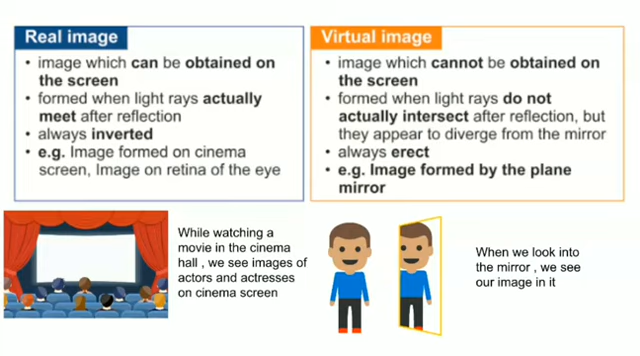 Real image
• image which can be obtained on
the screen
• formed when light rays actually
meet after reflection
• always inverted
• e.g. Image formed on cinema
screen, Image on retina of the eye
Virtual image
• image which cannot be obtained on
the screen
• formed when light rays do not
actually intersect after reflection, but
they appear to diverge from the mirror
• always erect
• e.g. Image formed by the plane
mirror
While watching a
movie in the cinema
hall , we see images of
actors and actresses
on cinema screen
When we look into
the mirror , we see
our image in it